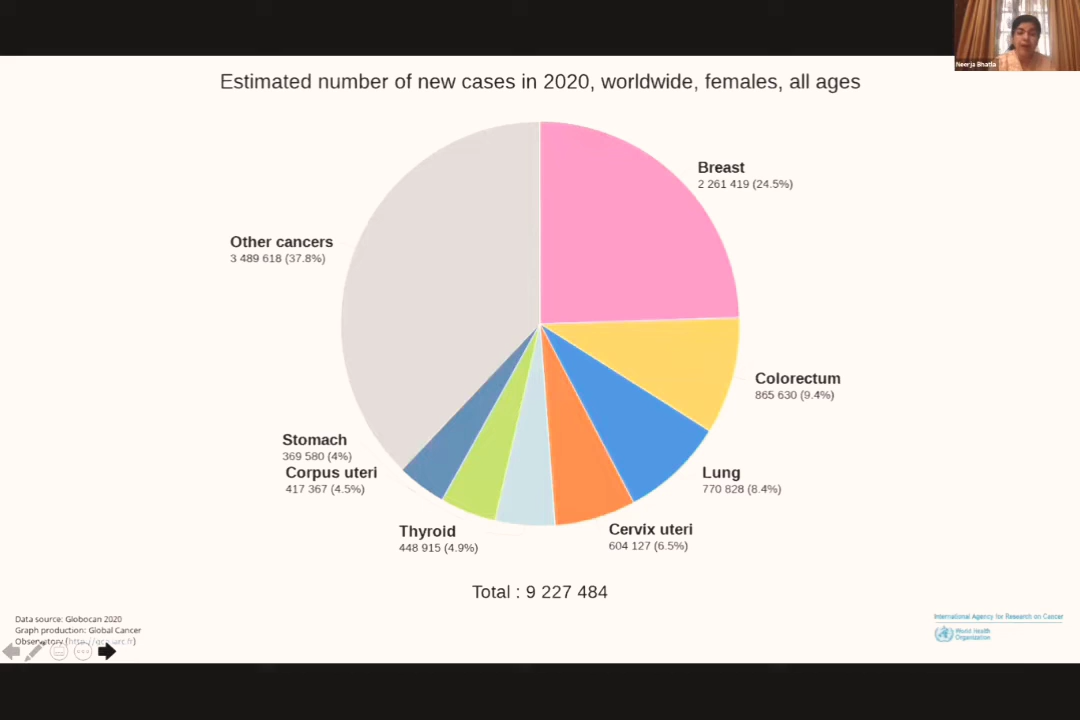 Neerja Bhatla
Estimated number of new cases in 2020, worldwide, females, all ages
Breast
2 261 419 (24.5%)
Other cancers
3 489 618 (37.8%)
Colorectum
865 630 (9.4%)
Stomach
369 580 (4%)
Corpus uteri
417 367 (4.5%)
Lung
770 828 (8.4%)
Thyroid
448 915 (4.9%)
Cervix uteri
604 127 (6.5%)
Total : 9 227 484
Data source: Globocan 2020
Graph production: Global Cancer
Observatory (http://gco.iarc.fr)
International Agency for Research on Cancer
World Health
Organization